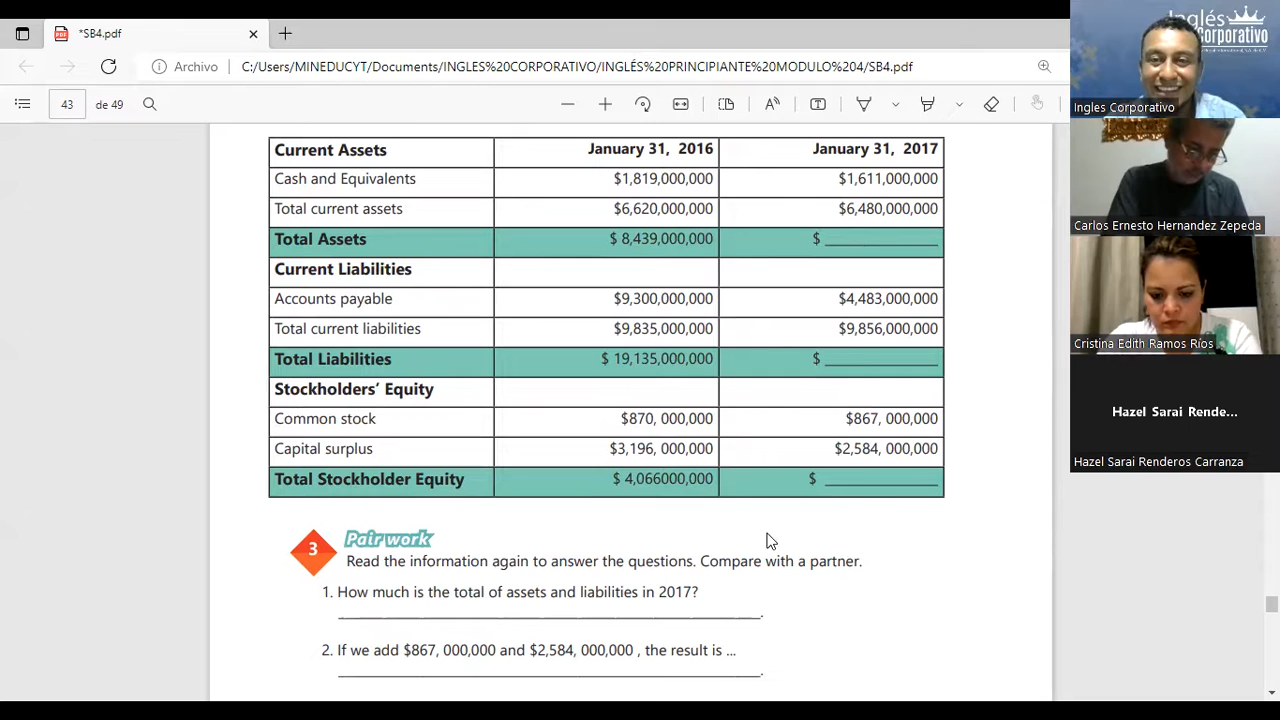 *SB4.pdf
Archivo
C:/Users/MINEDUCYT/Documents/INGLES%20CORPORATIVO/INGLÉS%20PRINCIPIANTE%20MODULO%204/SB4.pdf
43 de 49
Current Assets January 31, 2016 January 31, 2017
Cash and Equivalents $1,819,000,000 $1,611,000,000
Total current assets $6,620,000,000 $6,480,000,000
Total Assets $ 8,439,000,000 $ ____________
Current Liabilities
Accounts payable $9,300,000,000 $4,483,000,000
Total current liabilities $9,835,000,000 $9,856,000,000
Total Liabilities $ 19,135,000,000 $ ____________
Stockholders' Equity
Common stock $870, 000,000 $867, 000,000
Capital surplus $3,196, 000,000 $2,584, 000,000
Total Stockholder Equity $ 4,066000,000 $ ____________
3 Pair work
Read the information again to answer the questions. Compare with a partner.
1. How much is the total of assets and liabilities in 2017?
______________________________.
2. If we add $867, 000,000 and $2,584, 000,000 , the result is ...
______________________________.
Inglés
Corporativo
Ingles Corporativo
Carlos Ernesto Hernandez Zepeda
Cristina Edith Ramos Ríos
Hazel Sarai Rende...
Hazel Sarai Renderos Carranza